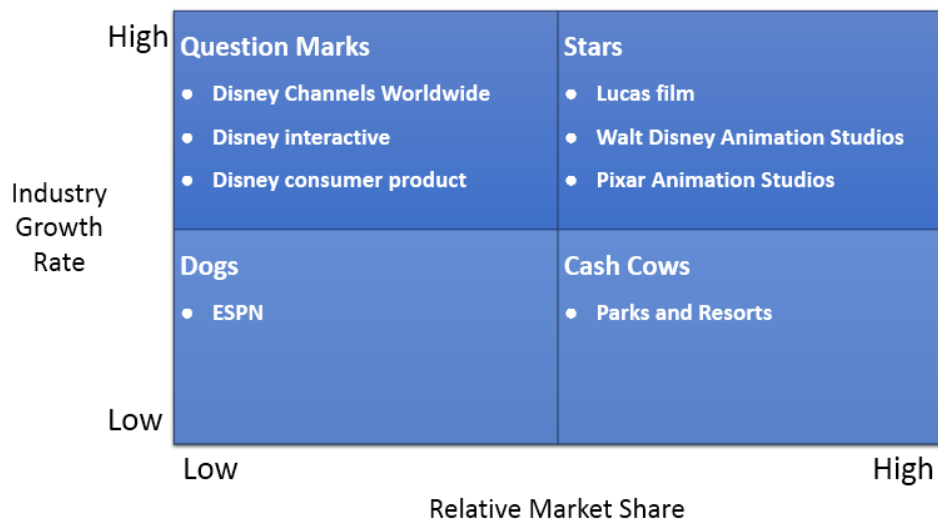 High
Question Marks
● Disney Channels Worldwide
● Disney interactive
● Disney consumer product
Stars
● Lucas film
● Walt Disney Animation Studios
● Pixar Animation Studios
Industry
Growth
Rate
Dogs
● ESPN
Cash Cows
● Parks and Resorts
Low
Low
High
Relative Market Share